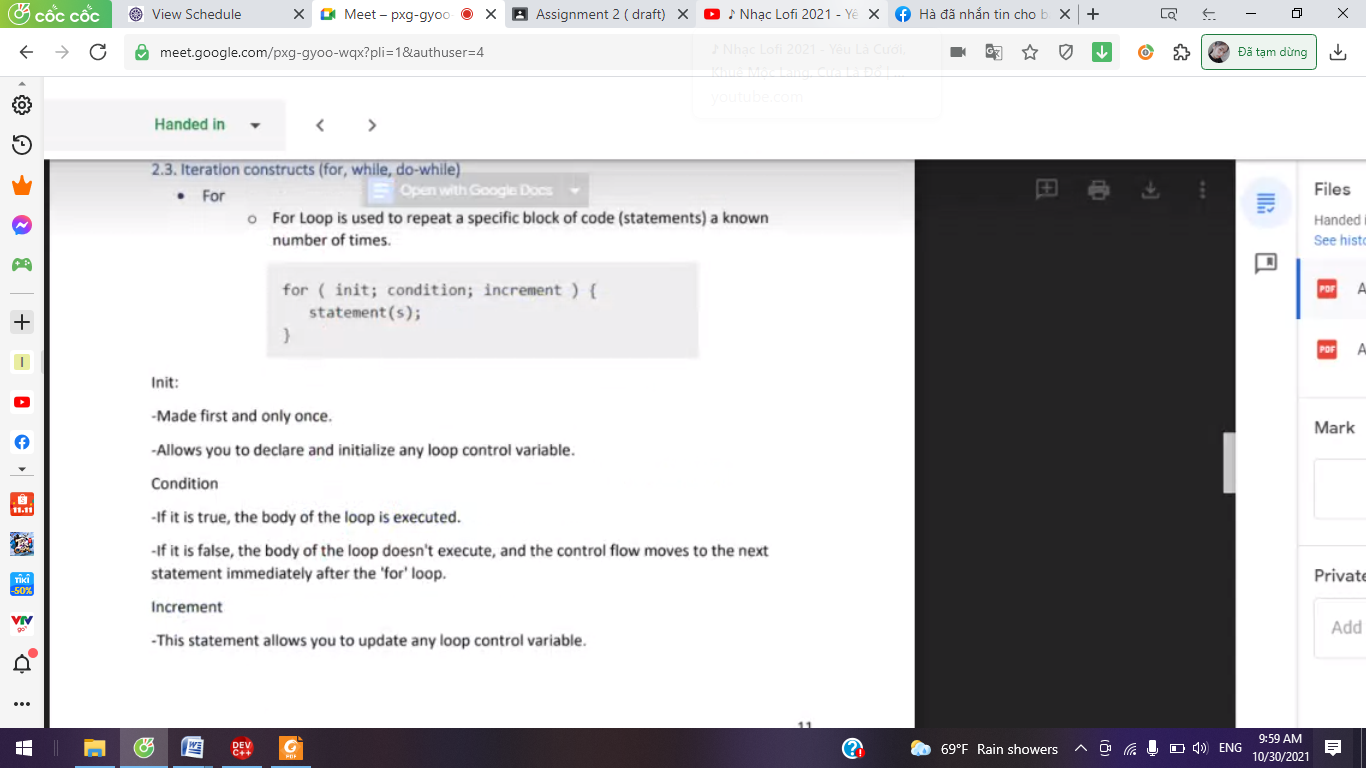 cốc cốc
View Schedule
Meet – pxg-gyoo-
Assignment 2 ( draft)
♪ Nhạc Lofi 2021 - Yê
Hà đã nhắn tin cho b
meet.google.com/pxg-gyoo-wqx?pli=1&authuser=4
Đã tạm dừng
♪ Nhạc Lofi 2021 - Yêu Là Cưới,
Khuê Mộc Lang, Cưa Là Đổ | ...
youtube.com
Handed in
2.3. Iteration constructs (for, while, do-while)
Open with Google Docs
• For
o For Loop is used to repeat a specific block of code (statements) a known
number of times.
for ( init; condition; increment ) {
statement(s);
}
Init:
-Made first and only once.
-Allows you to declare and initialize any loop control variable.
Condition
-If it is true, the body of the loop is executed.
-If it is false, the body of the loop doesn't execute, and the control flow moves to the next
statement immediately after the 'for' loop.
Increment
-This statement allows you to update any loop control variable.
11
Files
Handed i
See histo
PDF A
PDF A
Mark
Private
Add
I
11.11
TIKI
-50%
VTV
go
DEV
C++
PDF
69°F Rain showers
ENG
9:59 AM
10/30/2021